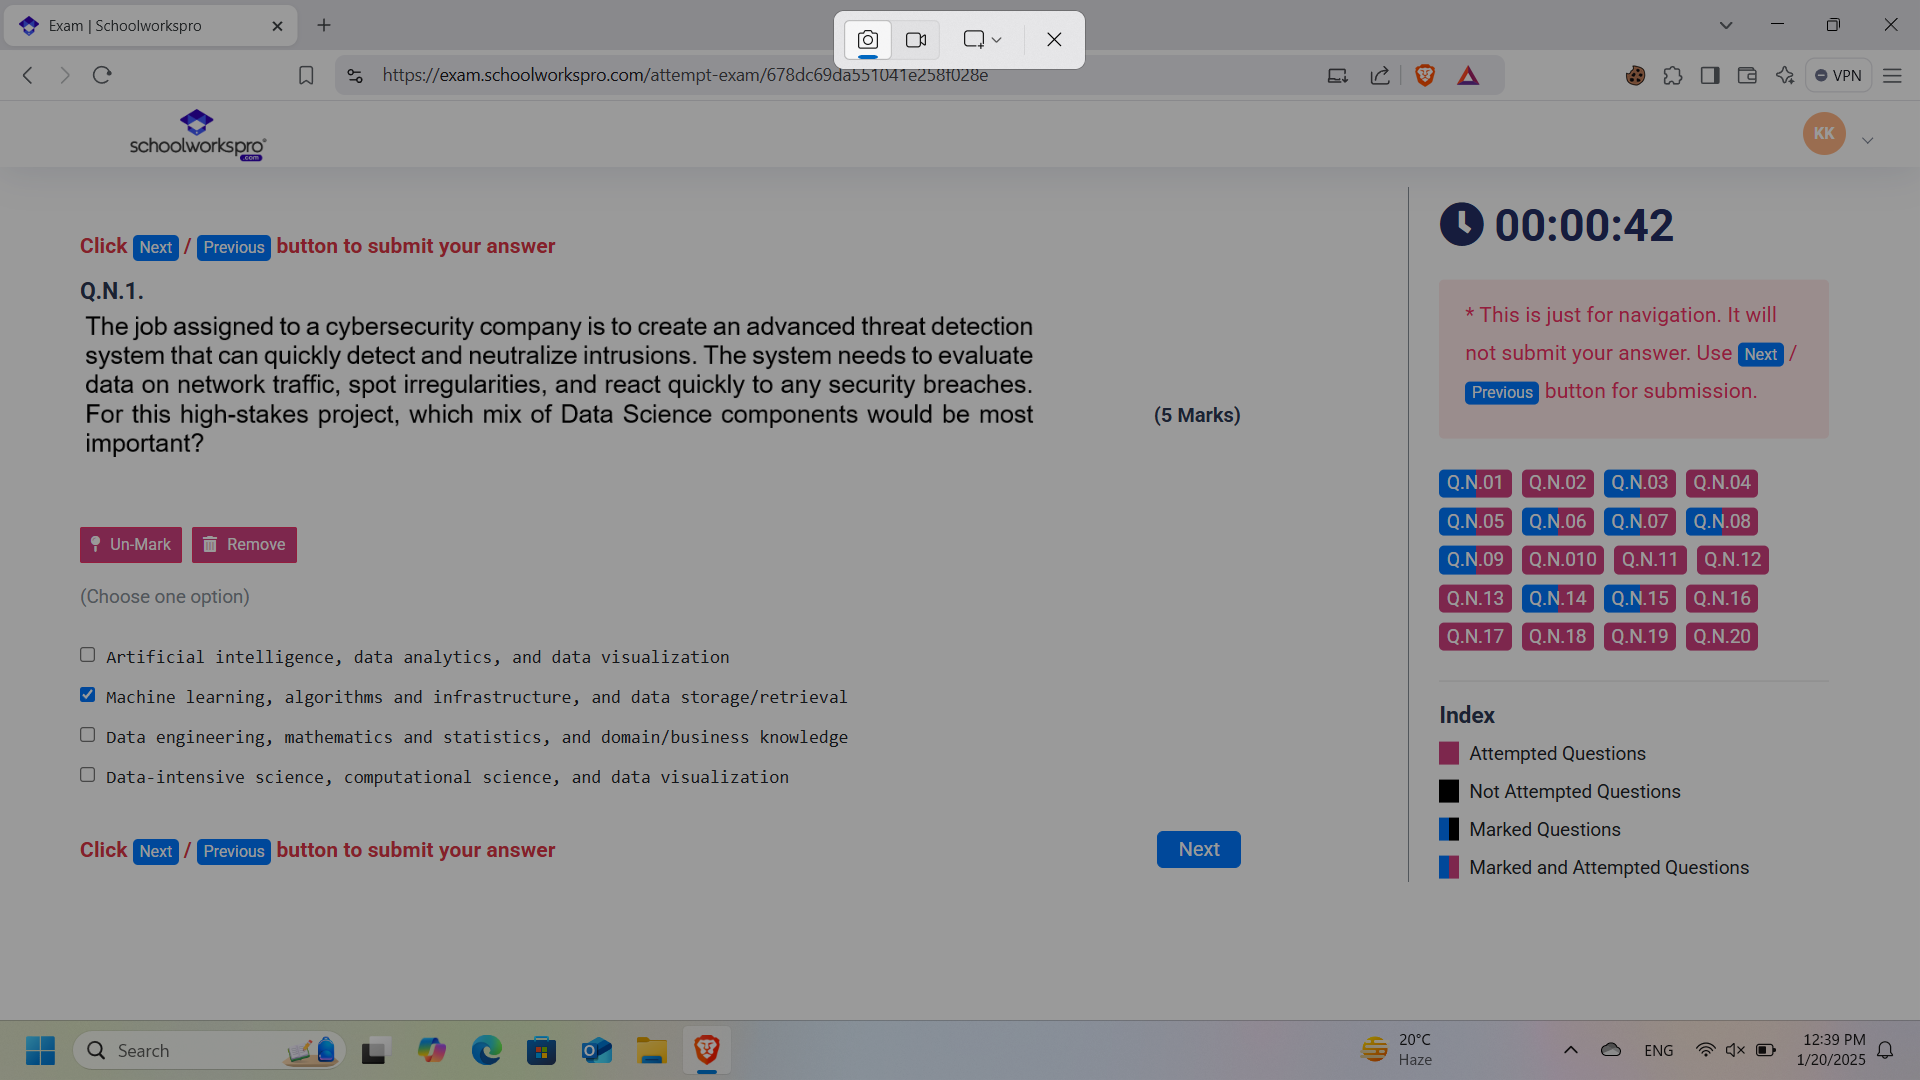 Exam | Schoolworkspro
https://exam.schoolworkspro.com/attempt-exam/678dc69da551041e258f028e
VPN
schoolworkspro
.com
KK
Click Next / Previous button to submit your answer
00:00:42
Q.N.1.
The job assigned to a cybersecurity company is to create an advanced threat detection
system that can quickly detect and neutralize intrusions. The system needs to evaluate
data on network traffic, spot irregularities, and react quickly to any security breaches.
For this high-stakes project, which mix of Data Science components would be most
important?
(5 Marks)
* This is just for navigation. It will
not submit your answer. Use Next /
Previous button for submission.
Q.N.01 Q.N.02 Q.N.03 Q.N.04
Q.N.05 Q.N.06 Q.N.07 Q.N.08
Q.N.09 Q.N.010 Q.N.11 Q.N.12
Q.N.13 Q.N.14 Q.N.15 Q.N.16
Q.N.17 Q.N.18 Q.N.19 Q.N.20
Un-Mark Remove
(Choose one option)
Artificial intelligence, data analytics, and data visualization
Machine learning, algorithms and infrastructure, and data storage/retrieval
Data engineering, mathematics and statistics, and domain/business knowledge
Data-intensive science, computational science, and data visualization
Index
Attempted Questions
Not Attempted Questions
Marked Questions
Marked and Attempted Questions
Click Next / Previous button to submit your answer
Next
Search
20°C
Haze
ENG
12:39 PM
1/20/2025